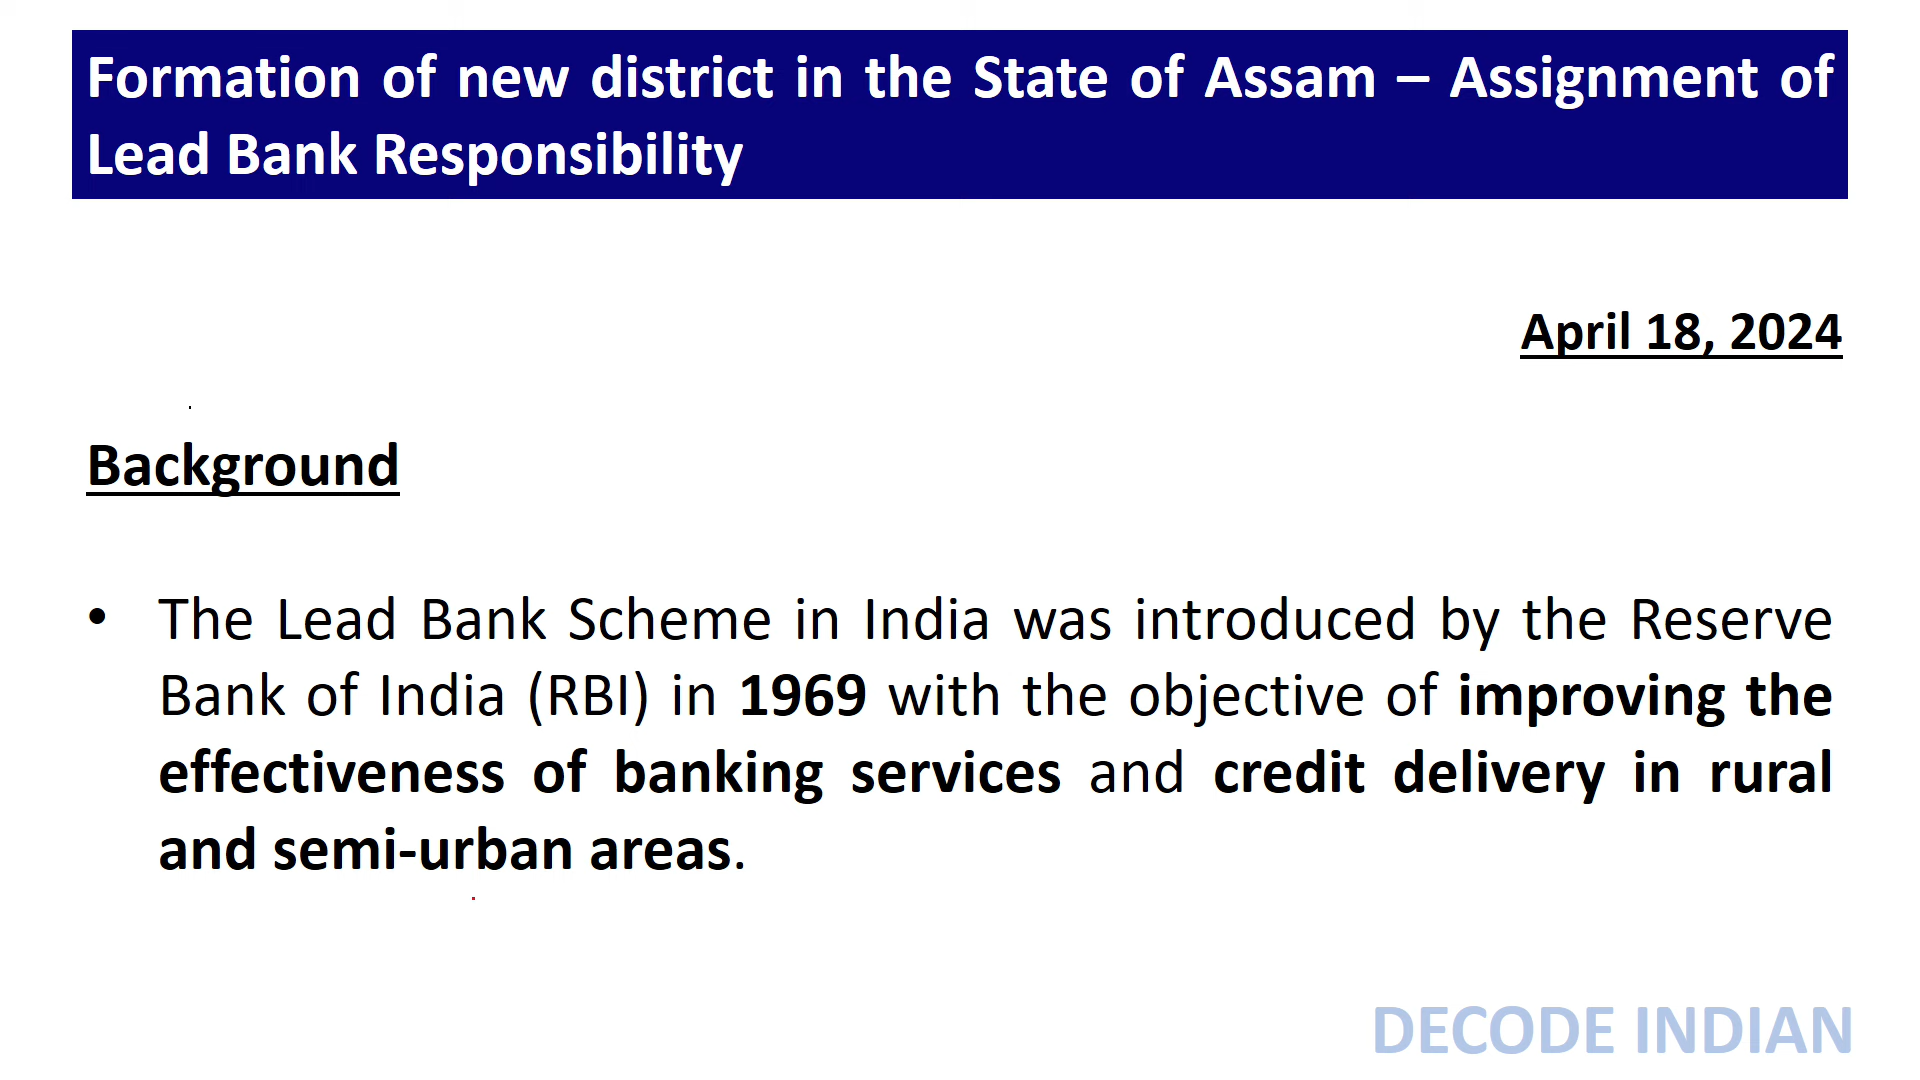 Formation of new district in the State of Assam – Assignment of
Lead Bank Responsibility
April 18, 2024
Background
• The Lead Bank Scheme in India was introduced by the Reserve
Bank of India (RBI) in 1969 with the objective of improving the
effectiveness of banking services and credit delivery in rural
and semi-urban areas.
DECODE INDIAN